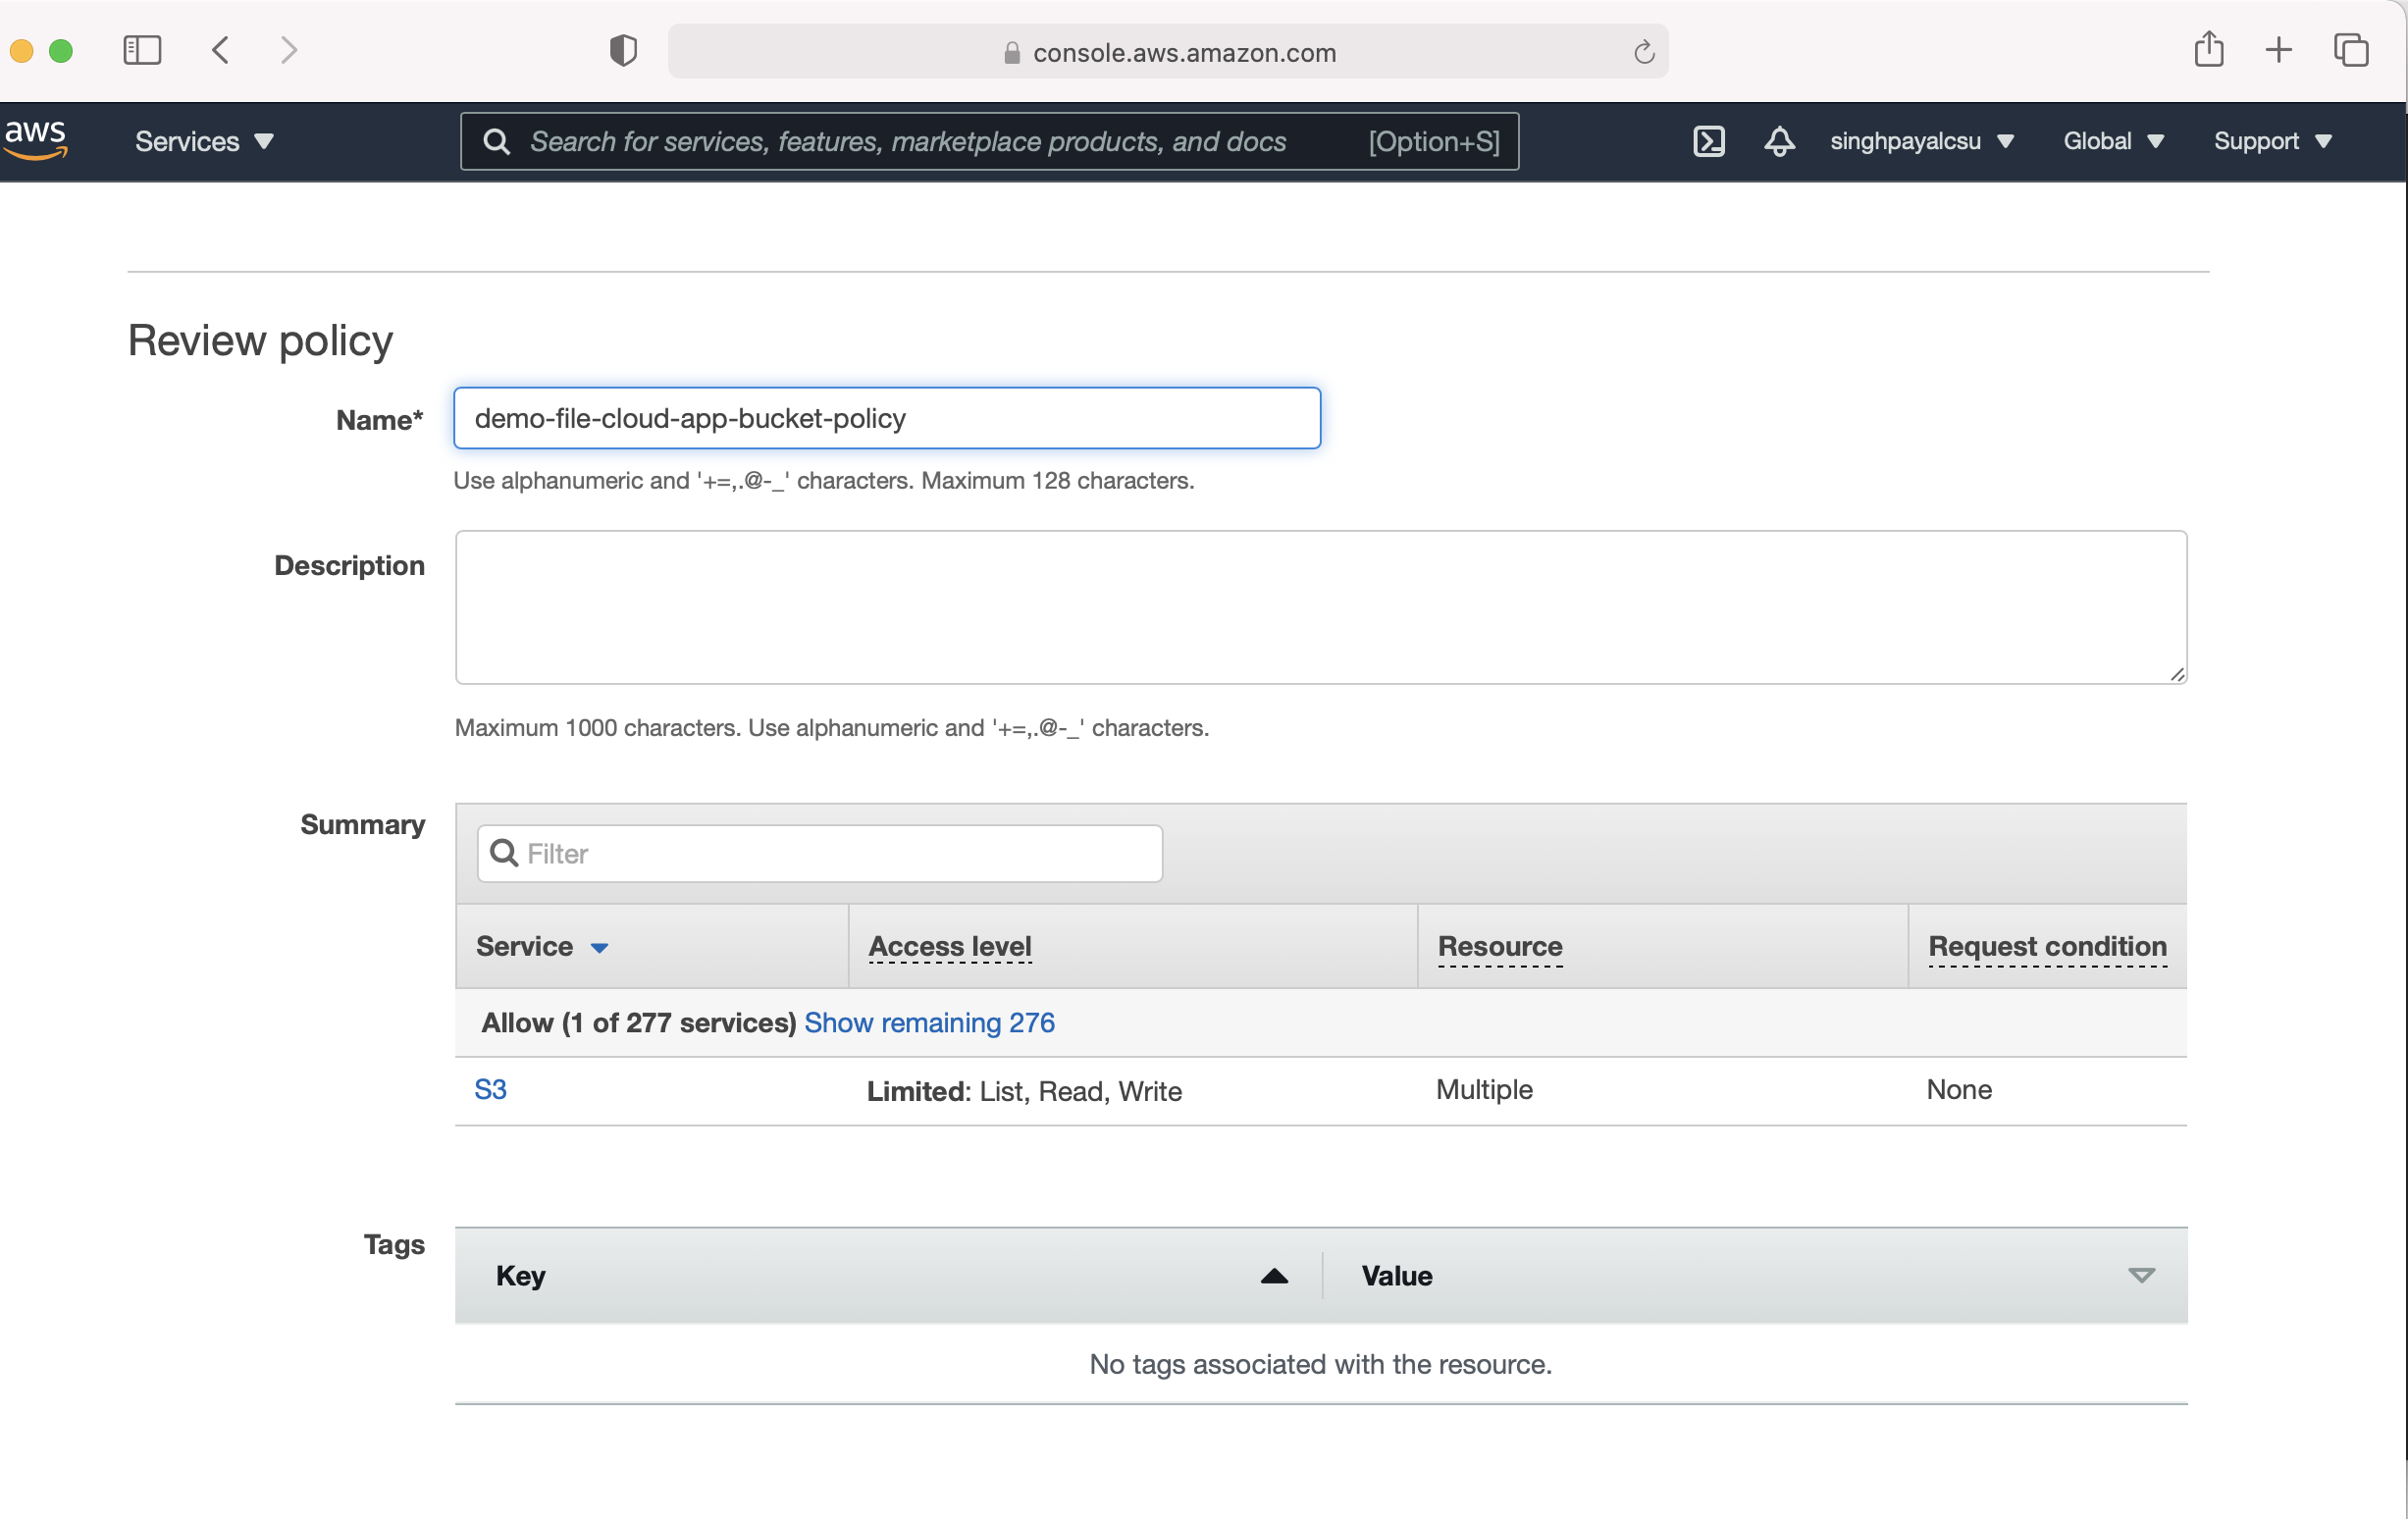 console.aws.amazon.com
aws Services Search for services, features, marketplace products, and docs [Option+S] singhpayalcsu Global Support
Review policy
Name* demo-file-cloud-app-bucket-policy
Use alphanumeric and '+=,.@-_' characters. Maximum 128 characters.
Description
Maximum 1000 characters. Use alphanumeric and '+=,.@-_' characters.
Summary
Filter
Service Access level Resource Request condition
Allow (1 of 277 services) Show remaining 276
S3 Limited: List, Read, Write Multiple None
Tags
Key Value
No tags associated with the resource.